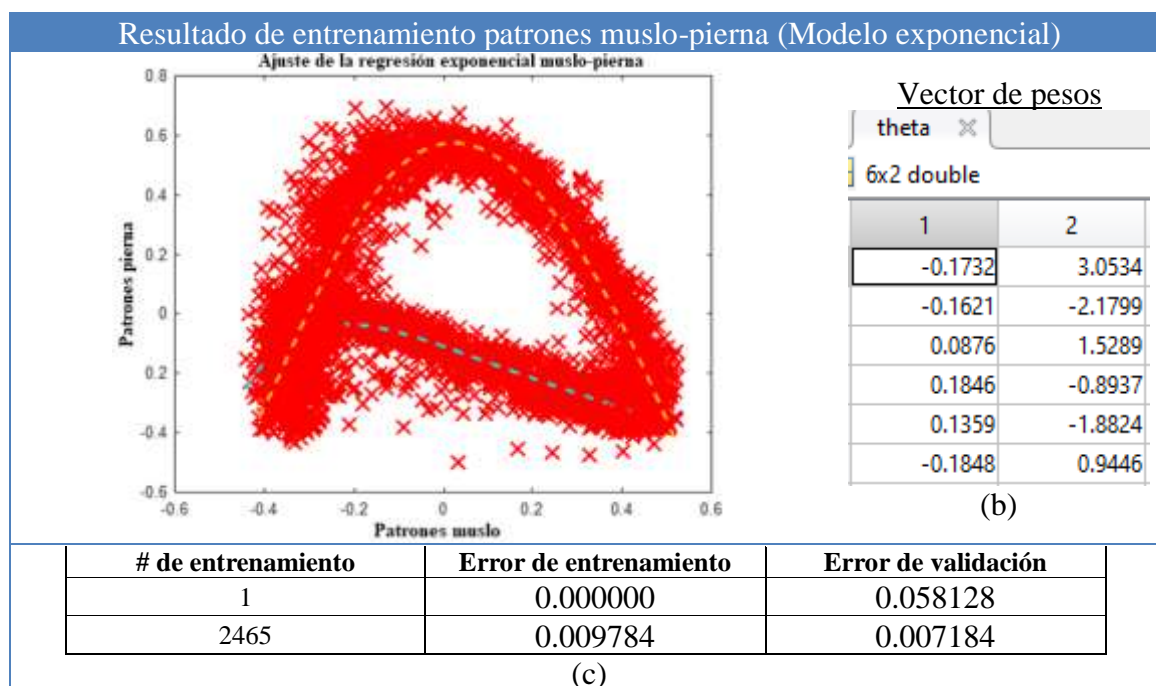 Resultado de entrenamiento patrones muslo-pierna (Modelo exponencial)
Ajuste de la regresión exponencial muslo-pierna
0.8
0.6
0.4
0.2
0
0.2
-0.4
-0.6
Patrones pierna
-0.6 -0.4 -0.2 0 0.2 0.4 0.6
Patrones muslo
Vector de pesos
theta
6x2 double
1 2
-0.1732 3.0534
-0.1621 -2.1799
0.0876 1.5289
0.1846 -0.8937
0.1359 -1.8824
-0.1848 0.9446
(b)
# de entrenamiento Error de entrenamiento Error de validación
1 0.000000 0.058128
2465 0.009784 0.007184
(c)